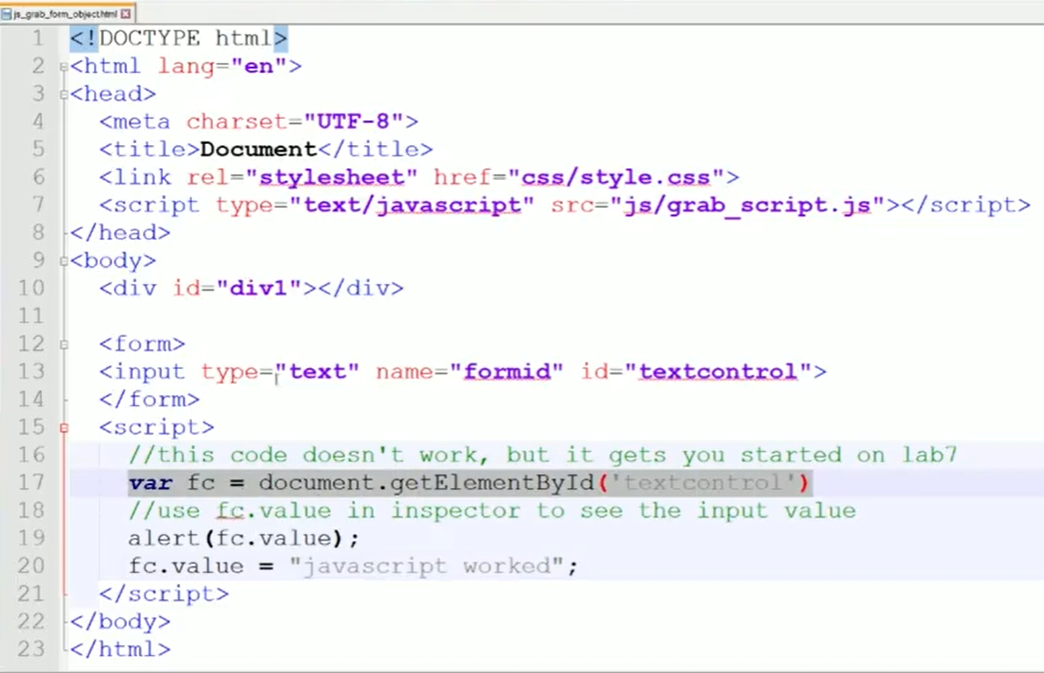 js_grab_form_object.html
1 <!DOCTYPE html>
2 <html lang="en">
3 <head>
4 <meta charset="UTF-8">
5 <title>Document</title>
6 <link rel="stylesheet" href="css/style.css">
7 <script type="text/javascript" src="js/grab_script.js"></script>
8 </head>
9 <body>
10 <div id="div1"></div>
11
12 <form>
13 <input type="text" name="formid" id="textcontrol">
14 </form>
15 <script>
16 //this code doesn't work, but it gets you started on lab7
17 var fc = document.getElementById('textcontrol')
18 //use fc.value in inspector to see the input value
19 alert(fc.value);
20 fc.value = "javascript worked";
21 </script>
22 </body>
23 </html>